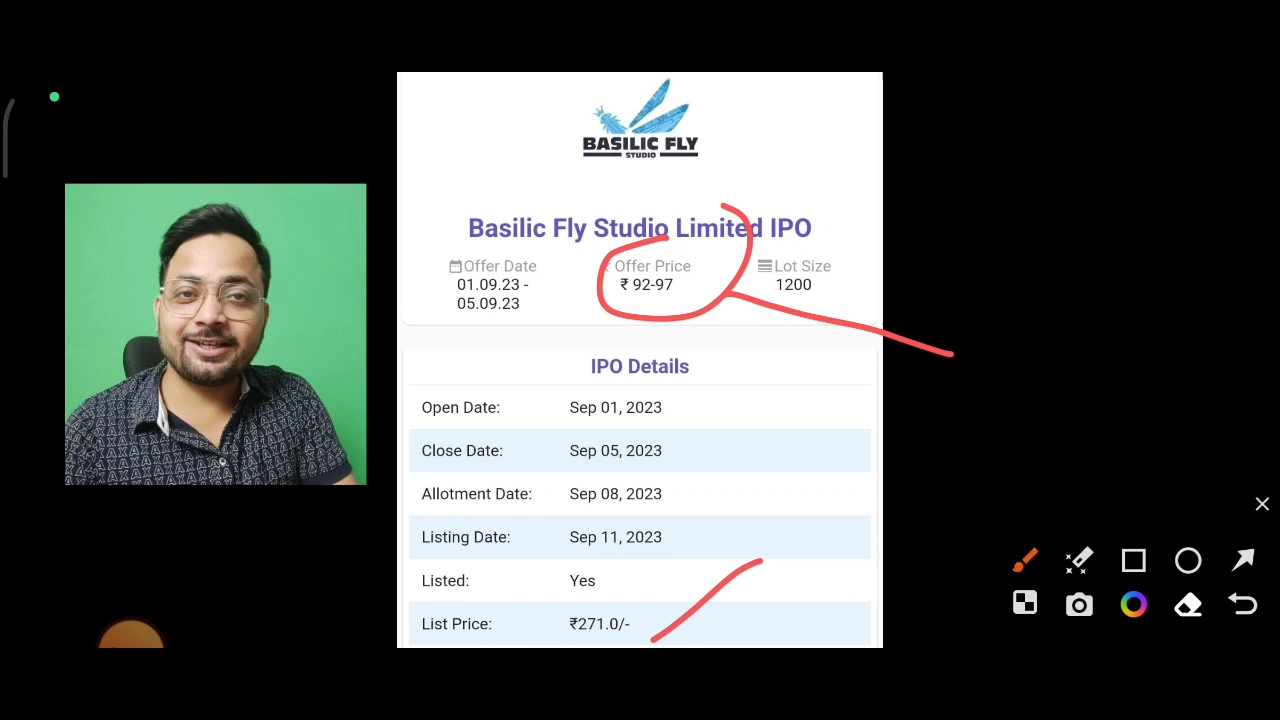 BASILIC FLY
STUDIO
Basilic Fly Studio Limited IPO
Offer Date
01.09.23 -
05.09.23
Offer Price
₹ 92-97
Lot Size
1200
IPO Details
Open Date: Sep 01, 2023
Close Date: Sep 05, 2023
Allotment Date: Sep 08, 2023
Listing Date: Sep 11, 2023
Listed: Yes
List Price: ₹271.0/-